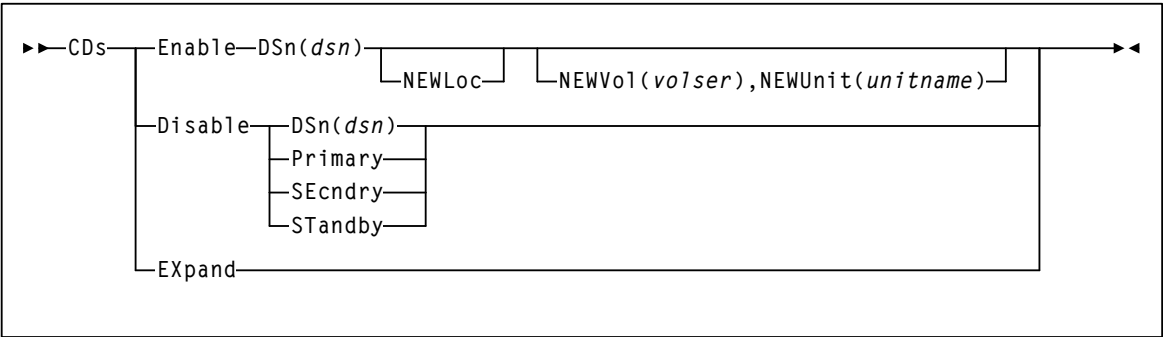 CDs Enable DSn(dsn)
NEWLoc NEWVol(volser),NEWUnit(unitname)
Disable DSn(dsn)
Primary
SEcndry
STandby
EXpand